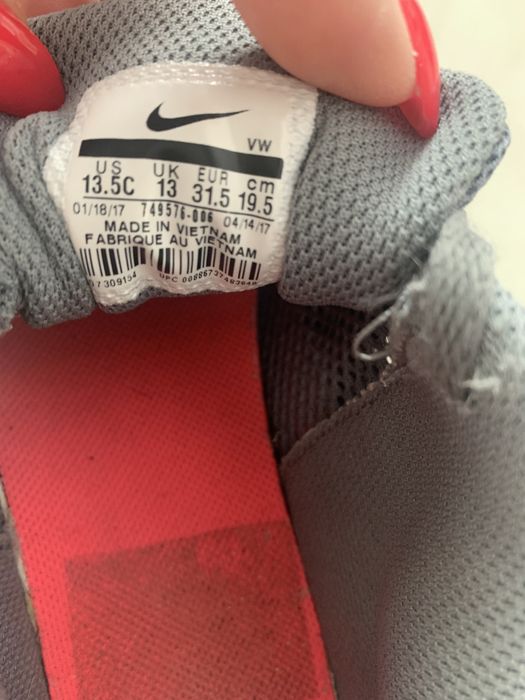 VW
US UK EUR cm
13.5C 13 31.5 19.5
01/18/17 749576-006 04/14/17
MADE IN VIETNAM
FABRIQUE AU VIETNAM
UPC